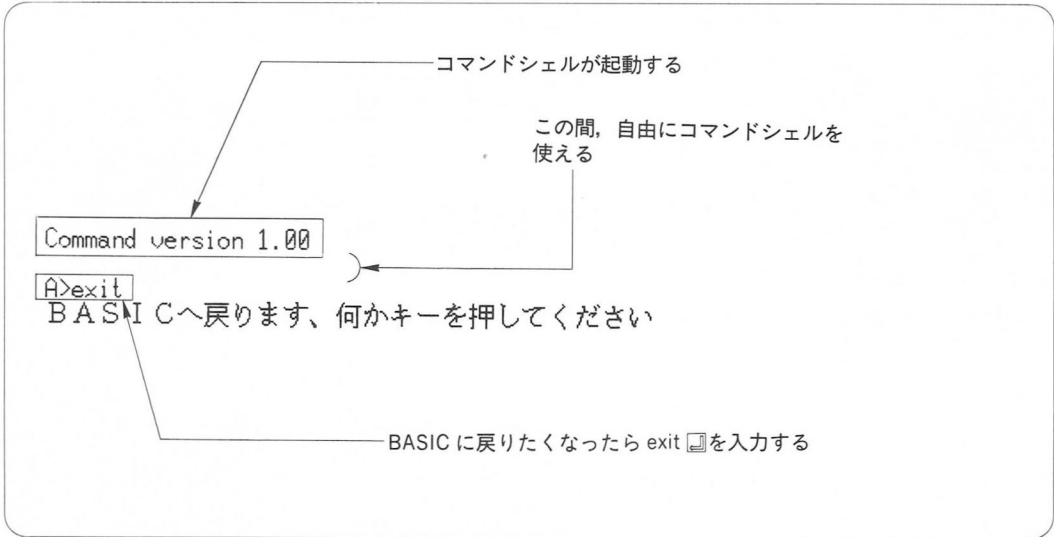 コマンドシェルが起動する
この間，自由にコマンドシェルを
使える
Command version 1.00
A>exit
ＢＡＳＩＣへ戻ります、何かキーを押してください
BASIC に戻りたくなったら exit ⏎を入力する